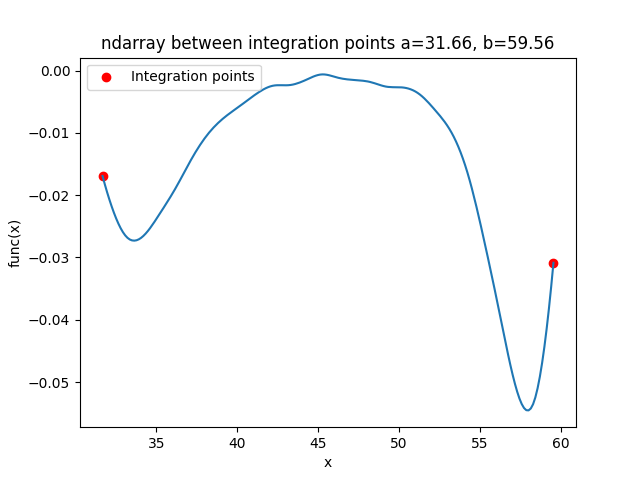 ndarray between integration points a=31.66, b=59.56
Integration points
0.00
−0.01
−0.02
−0.03
−0.04
−0.05
func(x)
35 40 45 50 55 60
x